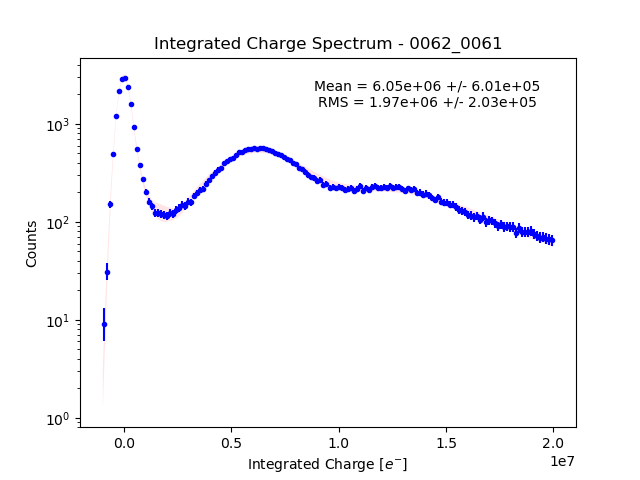 Integrated Charge Spectrum - 0062_0061
Mean = 6.05e+06 +/- 6.01e+05
RMS = 1.97e+06 +/- 2.03e+05
Counts
10³
10²
10¹
10⁰
0.0 0.5 1.0 1.5 2.0
1e7
Integrated Charge [e⁻]